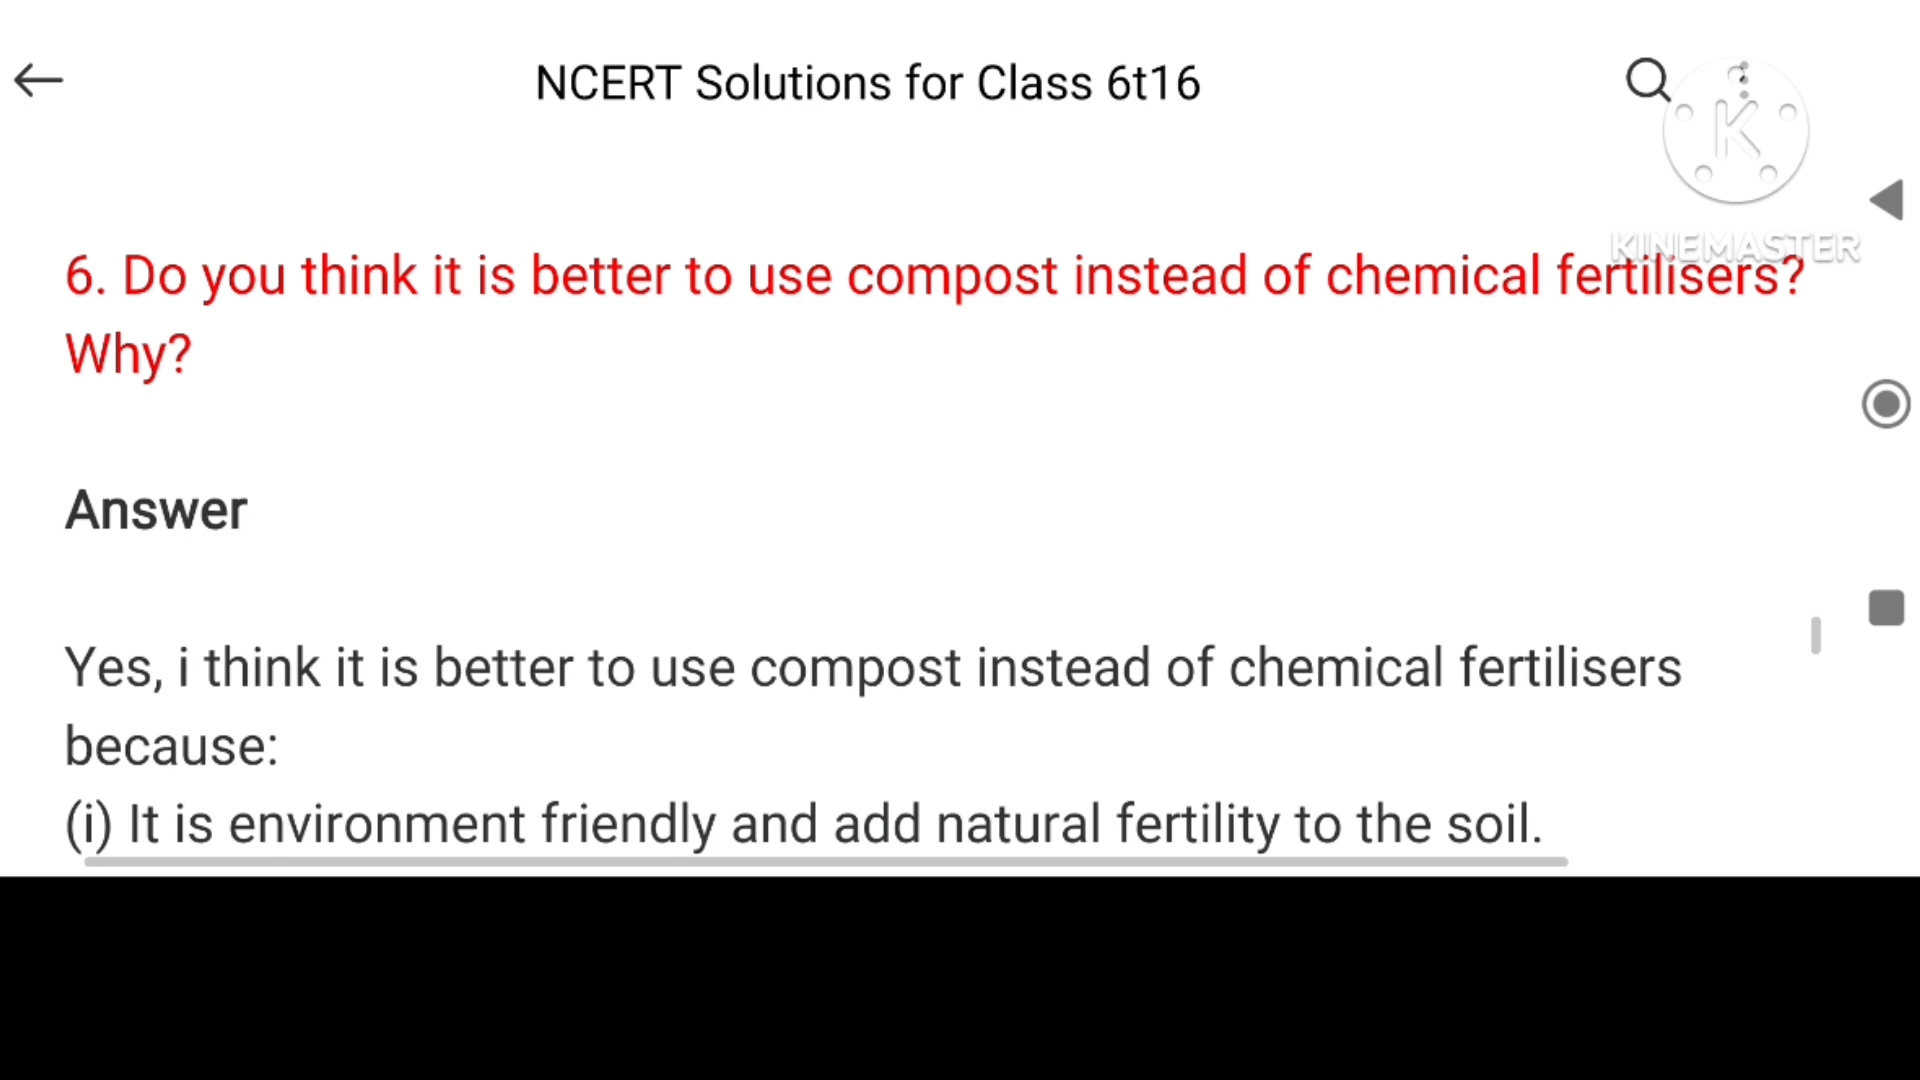 NCERT Solutions for Class 6t16
K
KINEMASTER
6. Do you think it is better to use compost instead of chemical fertilisers?
Why?
Answer
Yes, i think it is better to use compost instead of chemical fertilisers
because:
(i) It is environment friendly and add natural fertility to the soil.